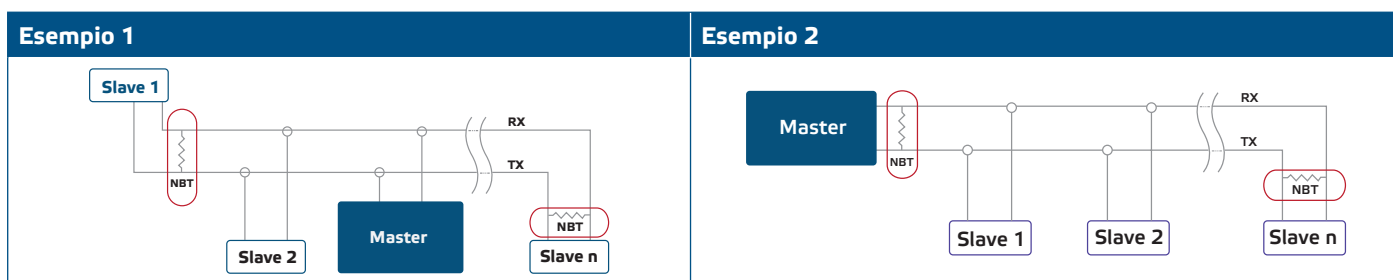 Esempio 1
Slave 1
RX
TX
NBT
NBT
Master
Slave 2
Slave n
Esempio 2
Master
RX
TX
NBT
NBT
Slave 1
Slave 2
Slave n